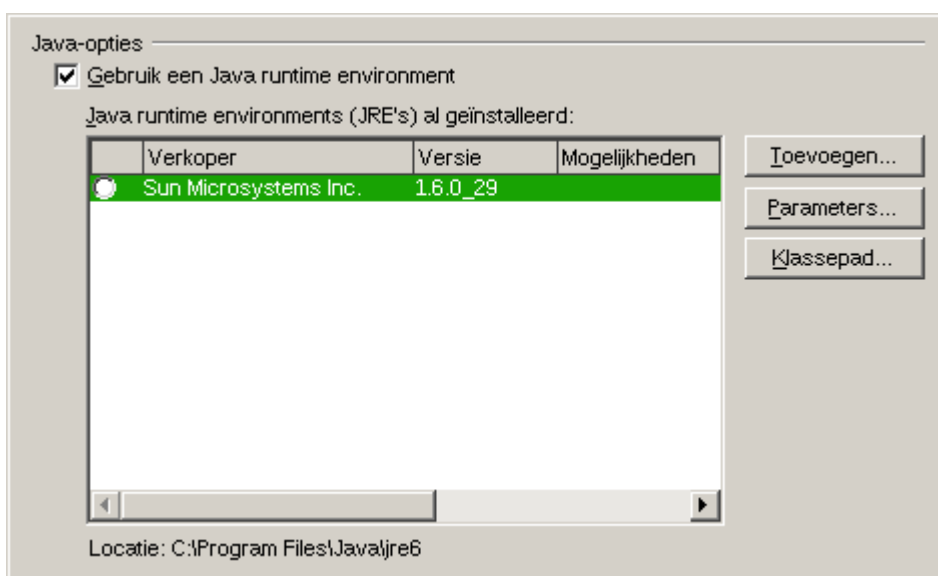 Java-opties
Gebruik een Java runtime environment
Java runtime environments (JRE's) al geïnstalleerd:
Verkoper Versie Mogelijkheden
Sun Microsystems Inc. 1.6.0_29
Toevoegen...
Parameters...
Klassepad...
Locatie: C:\Program Files\Java\jre6